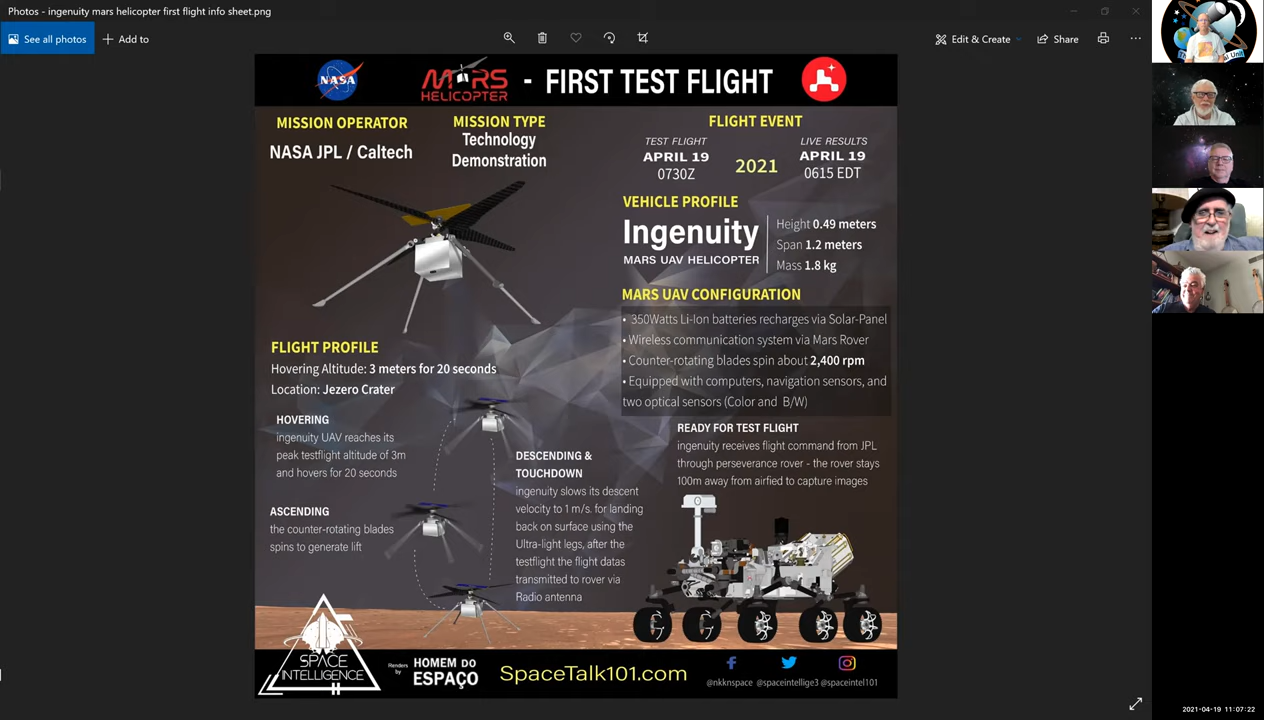 Photos - ingenuity mars helicopter first flight info sheet.png
See all photos
Add to
Edit & Create
Share
NASA
MARS
HELICOPTER
- FIRST TEST FLIGHT
MISSION OPERATOR
NASA JPL / Caltech
MISSION TYPE
Technology
Demonstration
FLIGHT EVENT
TEST FLIGHT
APRIL 19
0730Z
2021
LIVE RESULTS
APRIL 19
0615 EDT
VEHICLE PROFILE
Ingenuity
MARS UAV HELICOPTER
Height 0.49 meters
Span 1.2 meters
Mass 1.8 kg
MARS UAV CONFIGURATION
• 350Watts Li-Ion batteries recharges via Solar-Panel
• Wireless communication system via Mars Rover
• Counter-rotating blades spin about 2,400 rpm
• Equipped with computers, navigation sensors, and
two optical sensors (Color and B/W)
FLIGHT PROFILE
Hovering Altitude: 3 meters for 20 seconds
Location: Jezero Crater
HOVERING
ingenuity UAV reaches its
peak testflight altitude of 3m
and hovers for 20 seconds
ASCENDING
the counter-rotating blades
spins to generate lift
DESCENDING &
TOUCHDOWN
ingenuity slows its descent
velocity to 1 m/s. for landing
back on surface using the
Ultra-light legs, after the
testflight the flight datas
transmitted to rover via
Radio antenna
READY FOR TEST FLIGHT
ingenuity receives flight command from JPL
through perseverance rover - the rover stays
100m away from airfied to capture images
SPACE
INTELLIGENCE
Renders
by
HOMEM DO
ESPAÇO
SpaceTalk101.com
@nkknspace
@spaceintellige3
@spaceintel101
2021-04-19 11:07:22